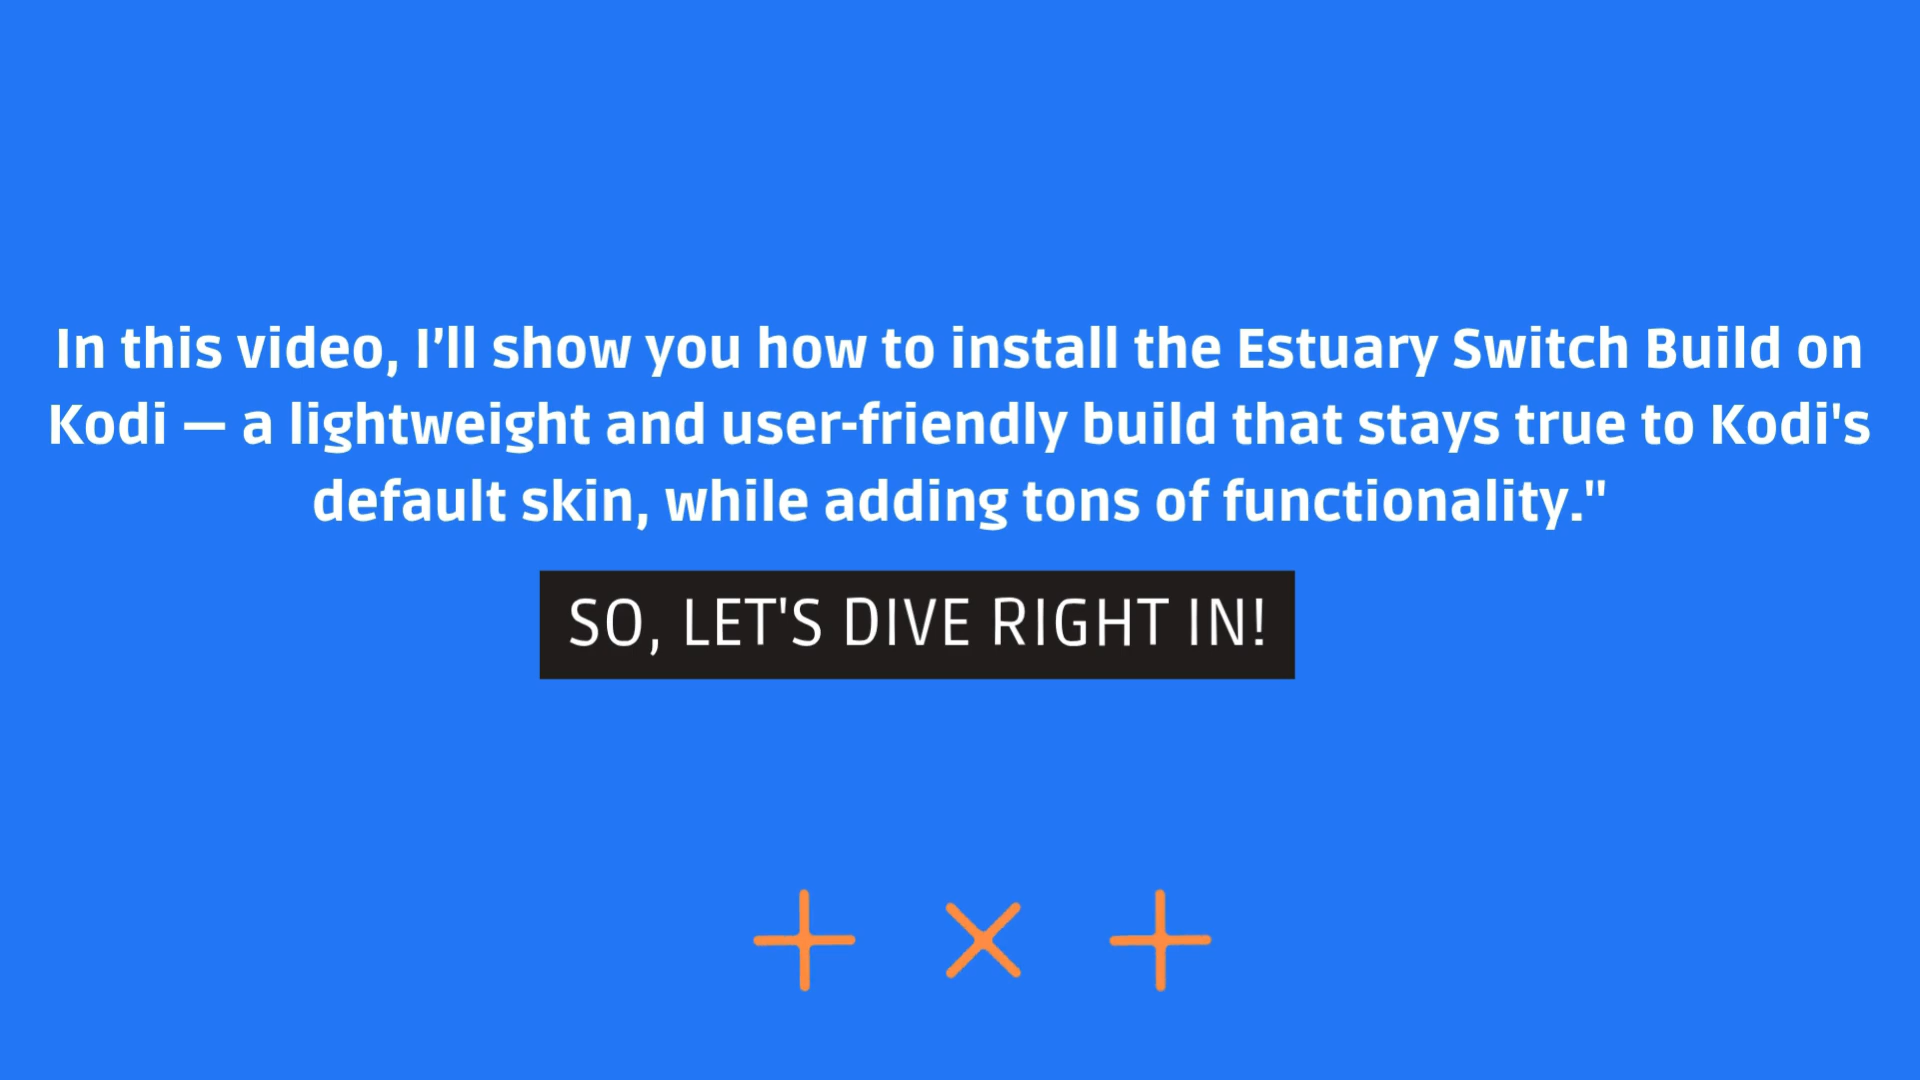 In this video, I’ll show you how to install the Estuary Switch Build on
Kodi — a lightweight and user-friendly build that stays true to Kodi's
default skin, while adding tons of functionality."
SO, LET'S DIVE RIGHT IN!